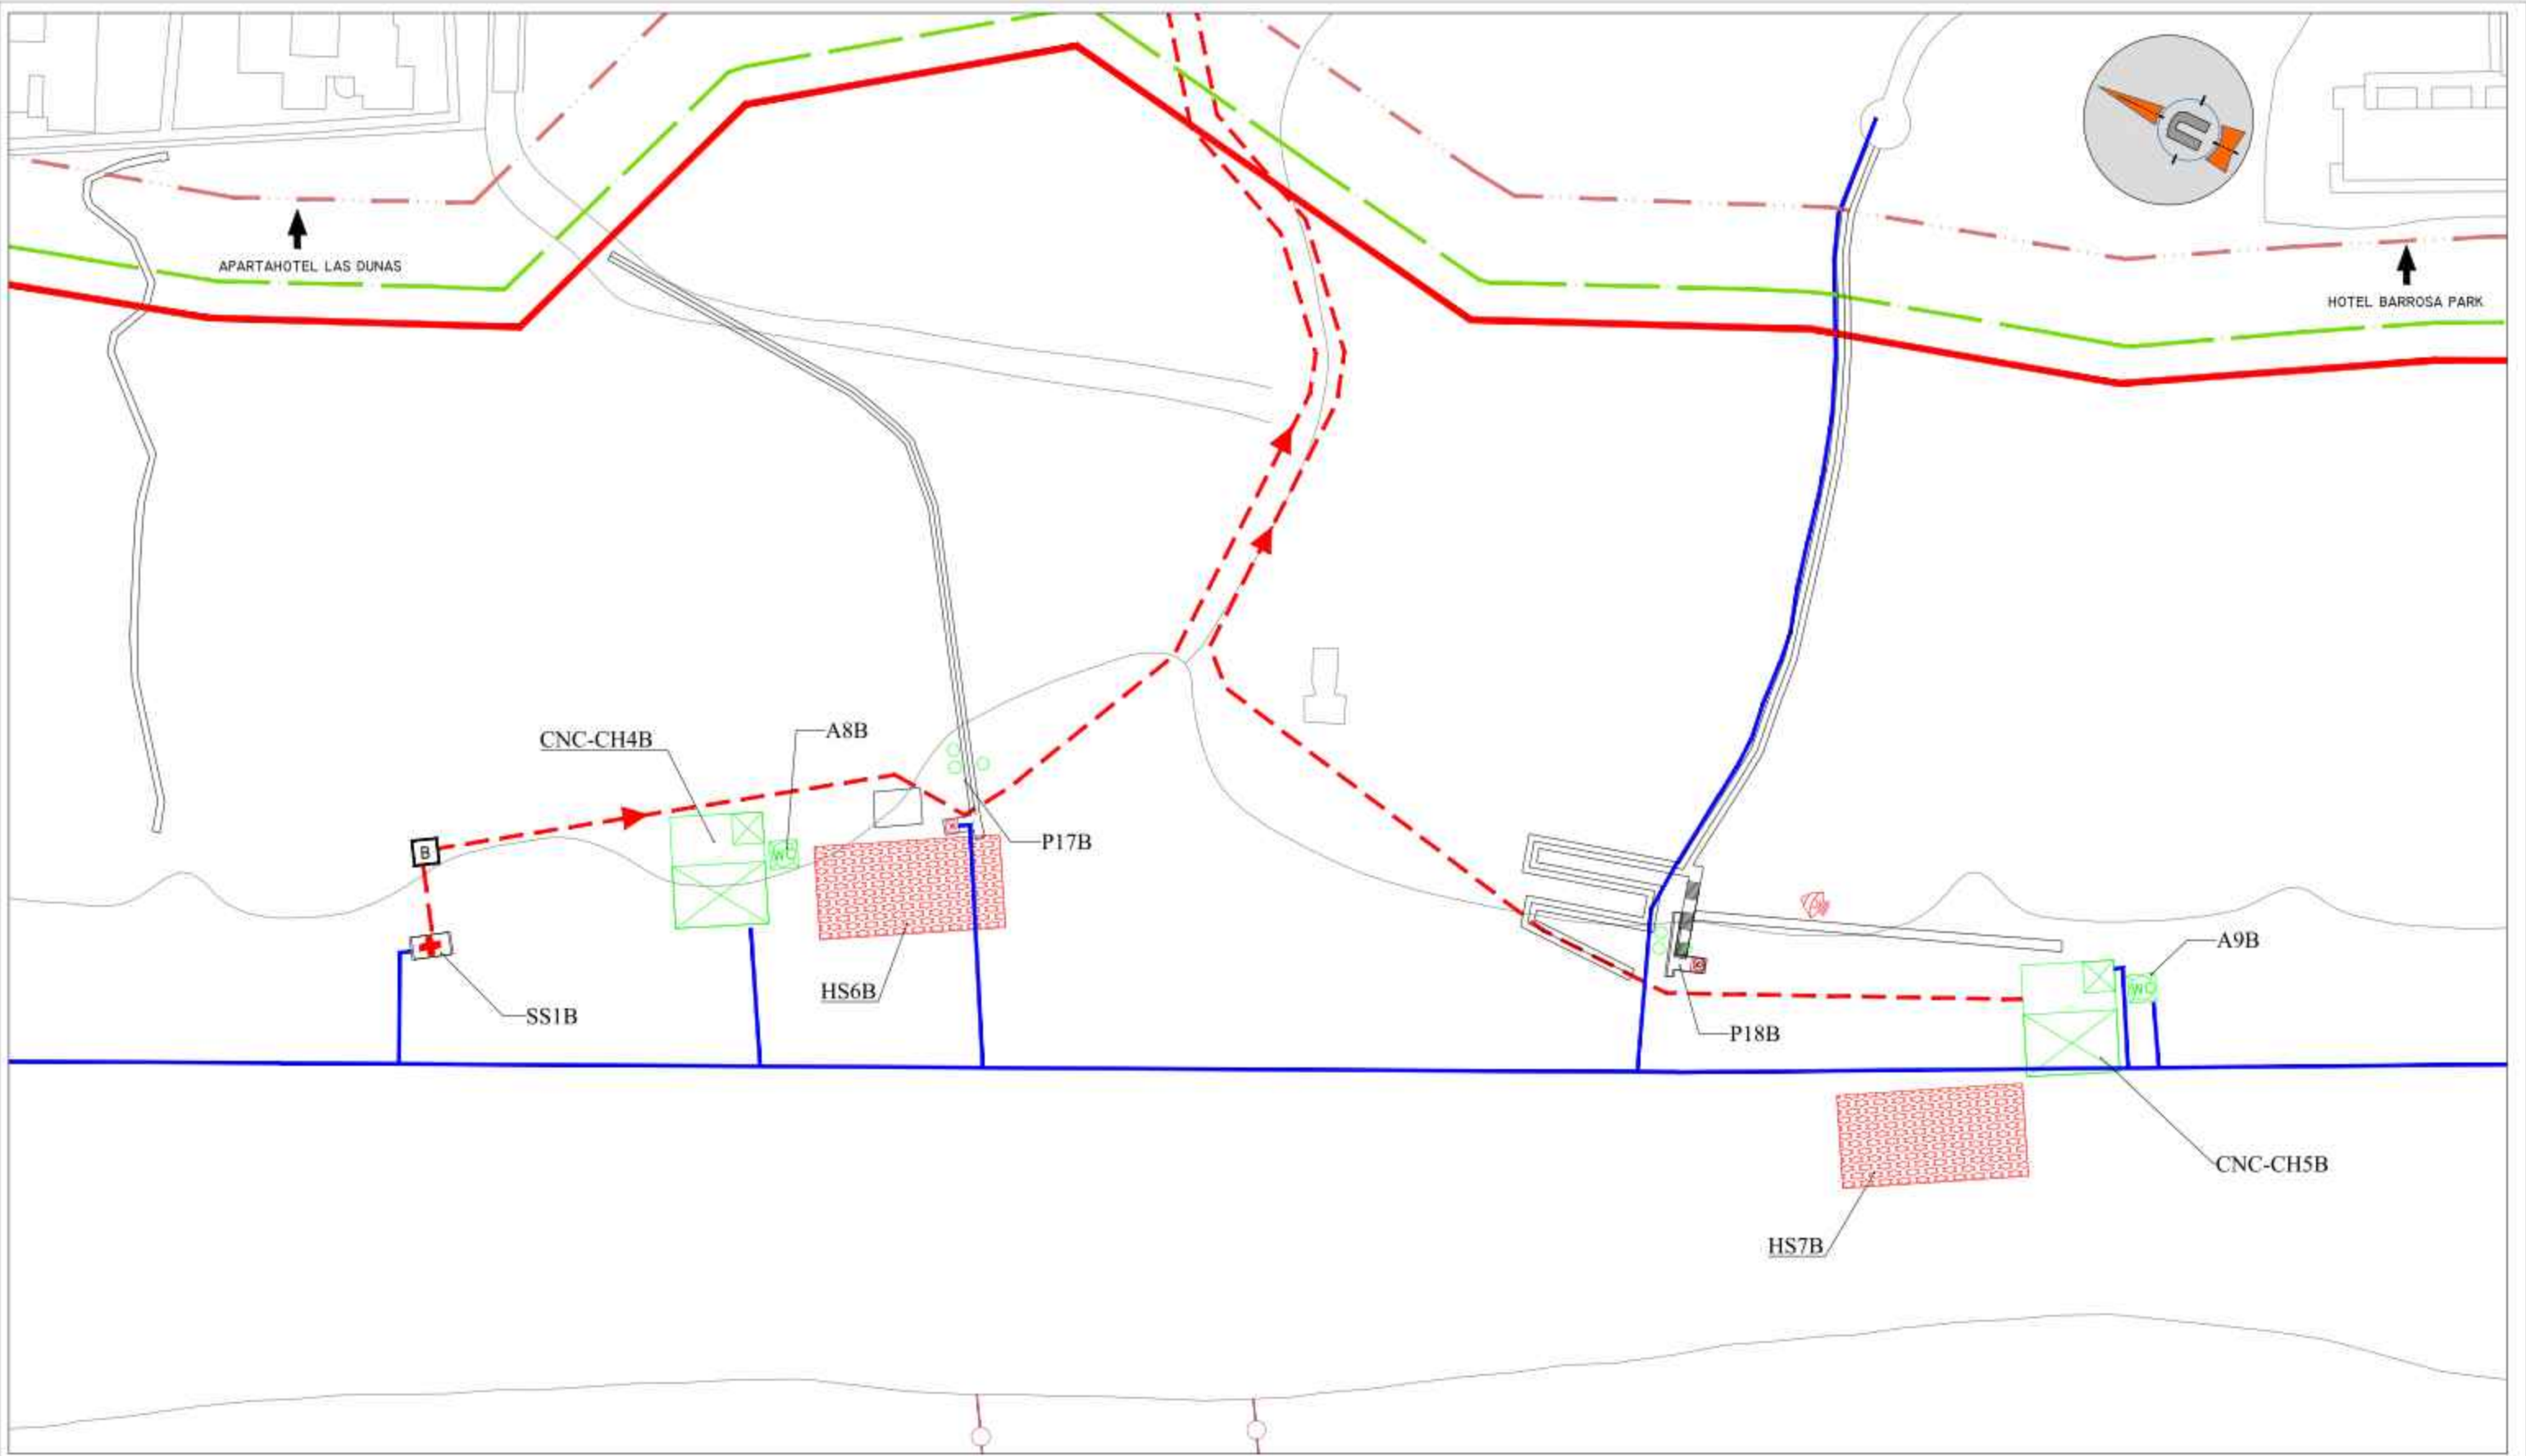 APARTAHOTEL LAS DUNAS
HOTEL BARROSA PARK
A8B
CNC-CH4B
P17B
B
WC
A9B
WC
HS6B
SS1B
P18B
CNC-CH5B
HS7B